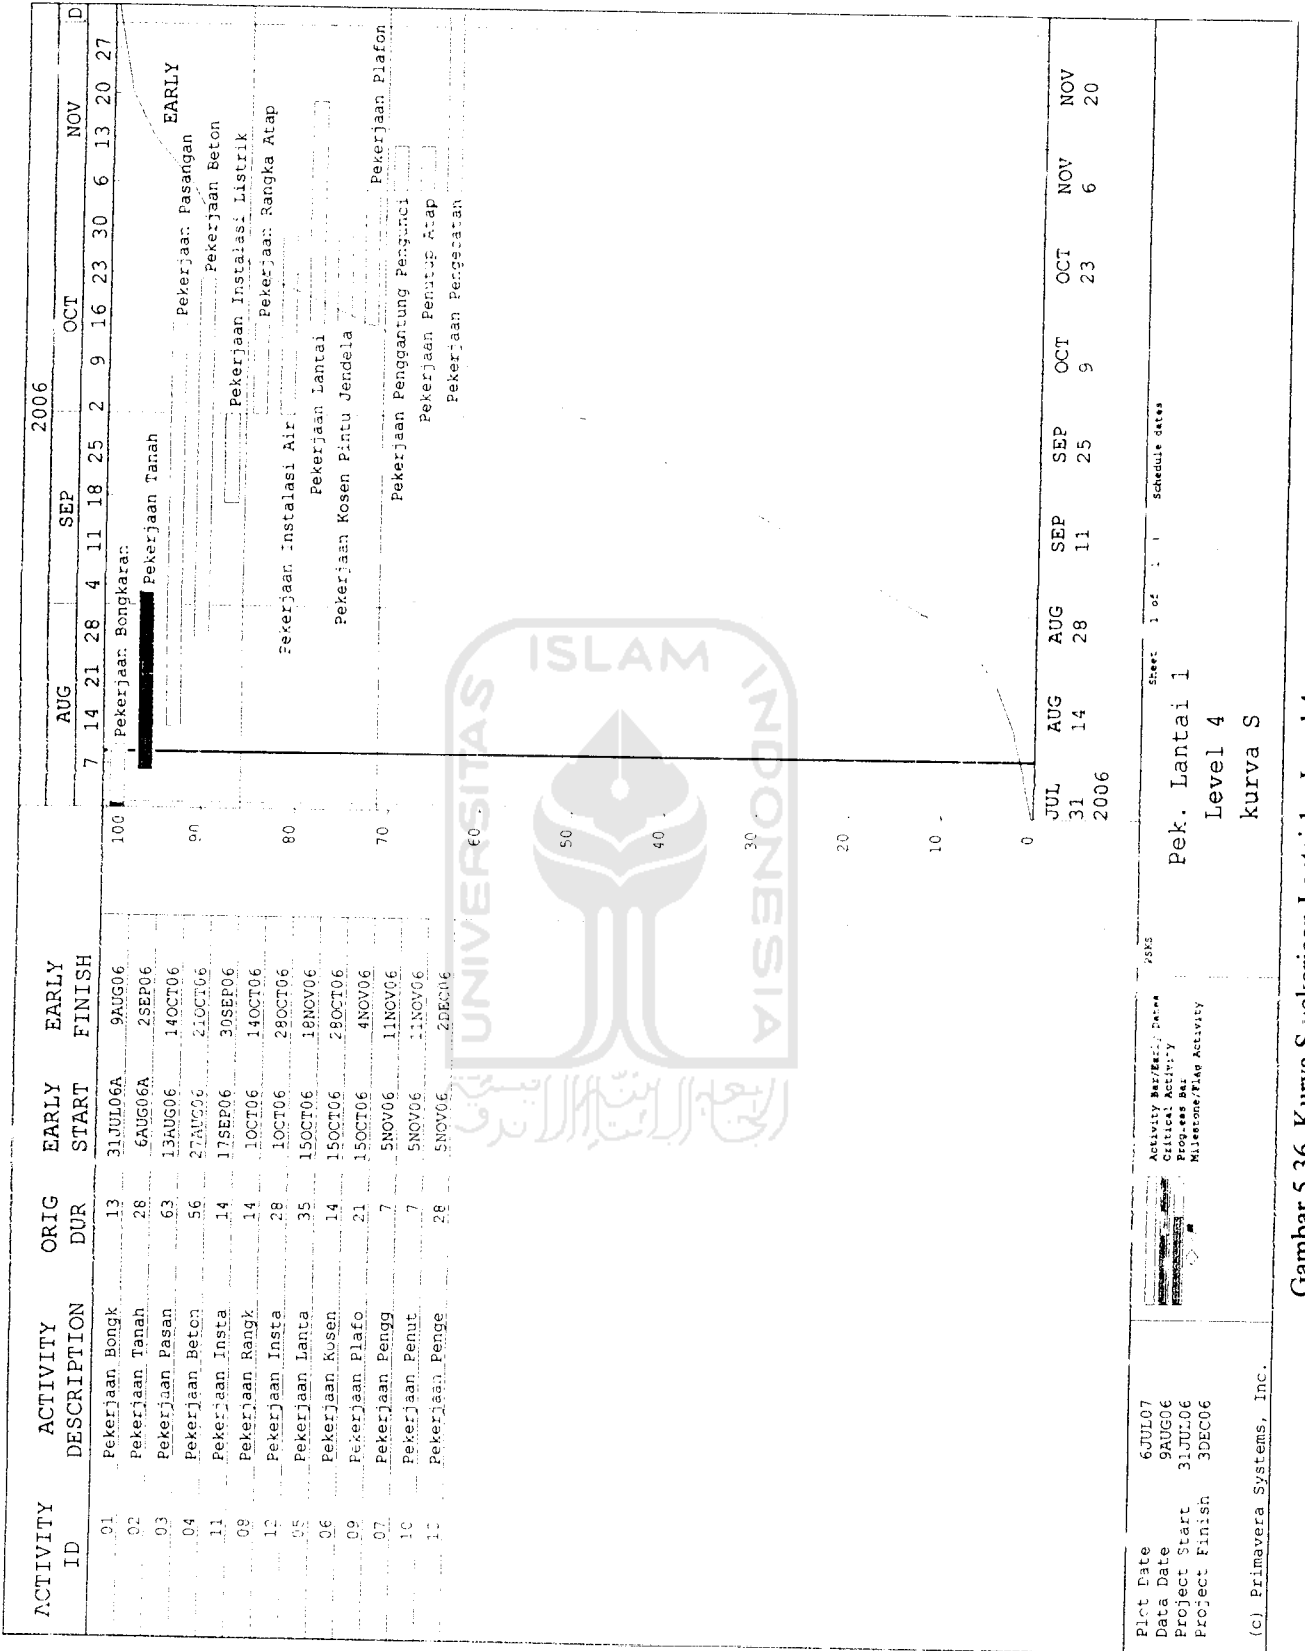 2006
ACTIVITY ACTIVITY ORIG EARLY EARLY AUG SEP OCT NOV D
ID DESCRIPTION DUR START FINISH 7 14 21 28 4 11 18 25 2 9 16 23 30 6 13 20 27
01 Pekerjaan Bongk 13 31JUL06A 9AUG06
02 Pekerjaan Tanah 28 6AUG06A 2SEP06
03 Pekerjaan Pasan 63 13AUG06 14OCT06
04 Pekerjaan Beton 56 27AUG06 21OCT06
11 Pekerjaan Insta 14 17SEP06 30SEP06
08 Pekerjaan Rangk 14 1OCT06 14OCT06
12 Pekerjaan Insta 28 1OCT06 28OCT06
05 Pekerjaan Lanta 35 15OCT06 18NOV06
06 Pekerjaan Kosen 14 15OCT06 28OCT06
09 Pekerjaan Plafo 21 15OCT06 4NOV06
07 Pekerjaan Pengg 7 5NOV06 11NOV06
10 Pekerjaan Penut 7 5NOV06 11NOV06
Pekerjaan Penge 28 5NOV06 2DEC06
Pekerjaan Bongkaran
Pekerjaan Tanah
EARLY
Pekerjaan Pasangan
Pekerjaan Beton
Pekerjaan Instalasi Listrik
Pekerjaan Rangka Atap
Pekerjaan Instalasi Air
Pekerjaan Lantai
Pekerjaan Kosen Pintu Jendela
Pekerjaan Plafon
Pekerjaan Penggantung Pengunci
Pekerjaan Penutup Atap
Pekerjaan Pengecatan
100
90
80
70
60
50
40
30
20
10
0
JUL AUG AUG SEP SEP OCT OCT NOV NOV
31 14 28 11 25 9 23 6 20
2006
UNIVERSITAS ISLAM INDONESIA
Plot Date 6JUL07
Data Date 9AUG06
Project Start 31JUL06
Project Finish 3DEC06
(c) Primavera Systems, Inc.
Activity Bar/Early Dates
Critical Activity
Progress Bar
Milestone/Flag Activity
PSKS
Pek. Lantai 1
Level 4
kurva S
Sheet 1 of 1
Schedule dates
Gambar 5.36 Kurva S